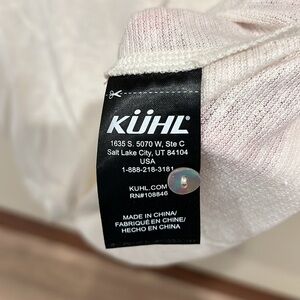 KÜHL
1635 S. 5070 W, Ste C
Salt Lake City, UT 84104
USA
1-888-218-3181
KUHL.COM
RN#108846
MADE IN CHINA/
FABRIQUÉ EN CHINE/
HECHO EN CHINA